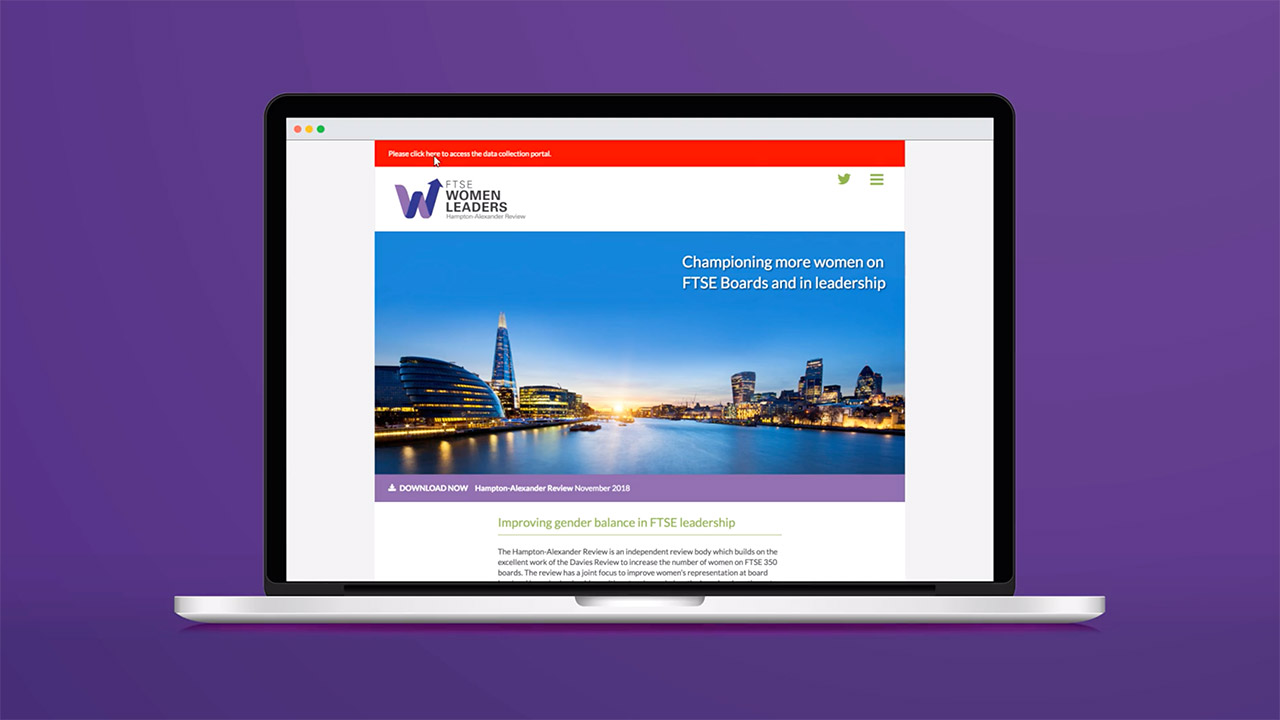 Please click here to access the data collection portal.
FTSE
WOMEN
LEADERS
Hampton-Alexander Review
Championing more women on
FTSE Boards and in leadership
DOWNLOAD NOW Hampton-Alexander Review November 2018
Improving gender balance in FTSE leadership
The Hampton-Alexander Review is an independent review body which builds on the
excellent work of the Davies Review to increase the number of women on FTSE 350
boards. The review has a joint focus to improve women's representation at board